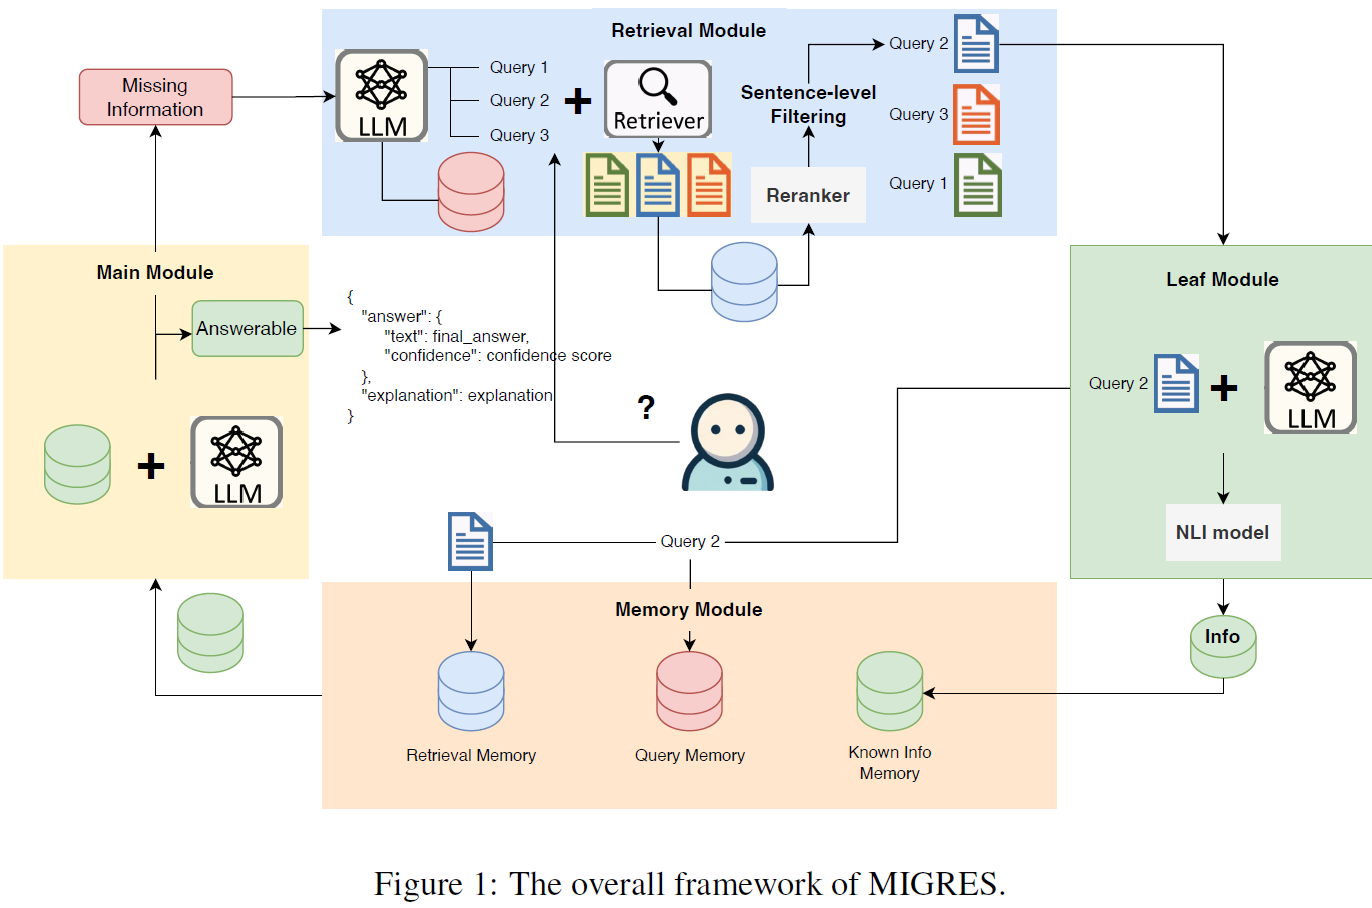 Retrieval Module
Missing
Information
LLM
Query 1
Query 2
Query 3
+
Retriever
Sentence-level
Filtering
Reranker
Query 2
Query 3
Query 1
Main Module
Answerable
{
"answer": {
"text": final_answer,
"confidence": confidence score
},
"explanation": explanation
}
+
LLM
?
Leaf Module
Query 2
+
LLM
NLI model
Info
Query 2
Memory Module
Retrieval Memory
Query Memory
Known Info
Memory
Figure 1: The overall framework of MIGRES.